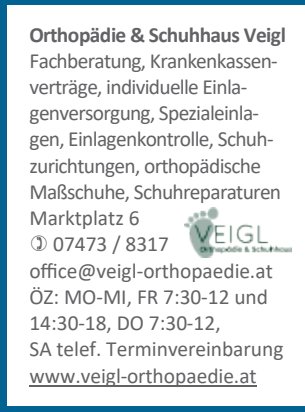 Orthopädie & Schuhhaus Veigl
Fachberatung, Krankenkassen-
verträge, individuelle Einla-
genversorgung, Spezialeinla-
gen, Einlagenkontrolle, Schuh-
zurichtungen, orthopädische
Maßschuhe, Schuhreparaturen
Marktplatz 6
✆ 07473 / 8317
VEIGL
Orthopädie & Schuhhaus
office@veigl-orthopaedie.at
ÖZ: MO-MI, FR 7:30-12 und
14:30-18, DO 7:30-12,
SA telef. Terminvereinbarung
www.veigl-orthopaedie.at